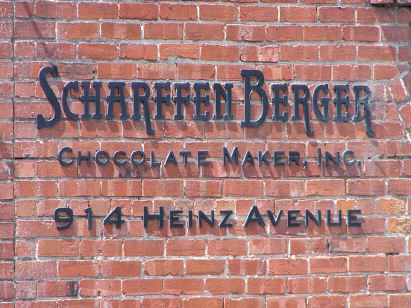 SCHARFFEN BERGER
CHOCOLATE MAKER, INC.
914 HEINZ AVENUE